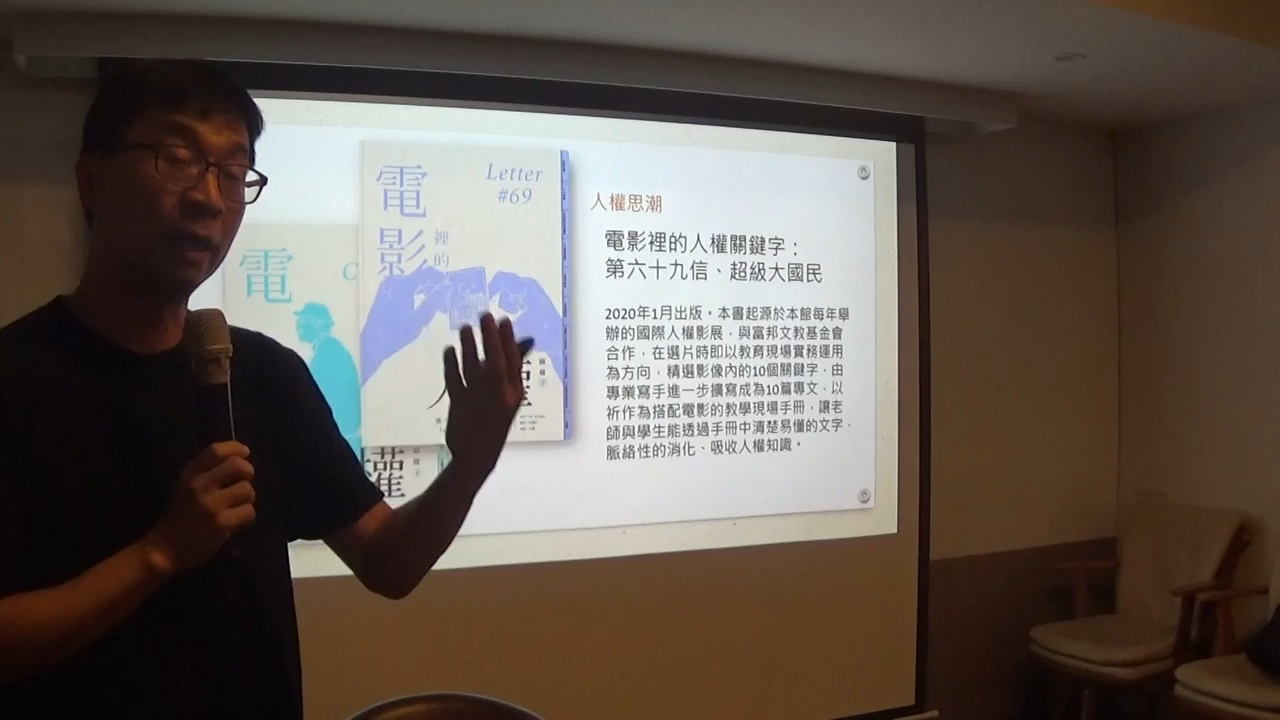 電影
裡的
Letter
#69
電
C
權
人權思潮
電影裡的人權關鍵字：
第六十九信、超級大國民
2020年1月出版。本書起源於本館每年舉
辦的國際人權影展，與富邦文教基金會
合作，在選片時即以教育現場實務運用
為方向，精選影像內的10個關鍵字，由
專業寫手進一步擴寫成為10篇專文，以
祈作為搭配電影的教學現場手冊，讓老
師與學生能透過手冊中清楚易懂的文字，
脈絡性的消化、吸收人權知識。